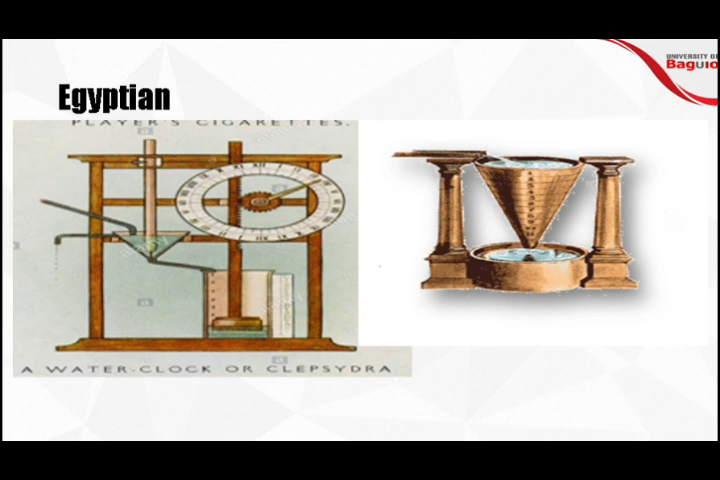 UNIVERSITY OF
Baguio
Egyptian
PLAYER'S CIGARETTES.
A WATER-CLOCK OR CLEPSYDRA